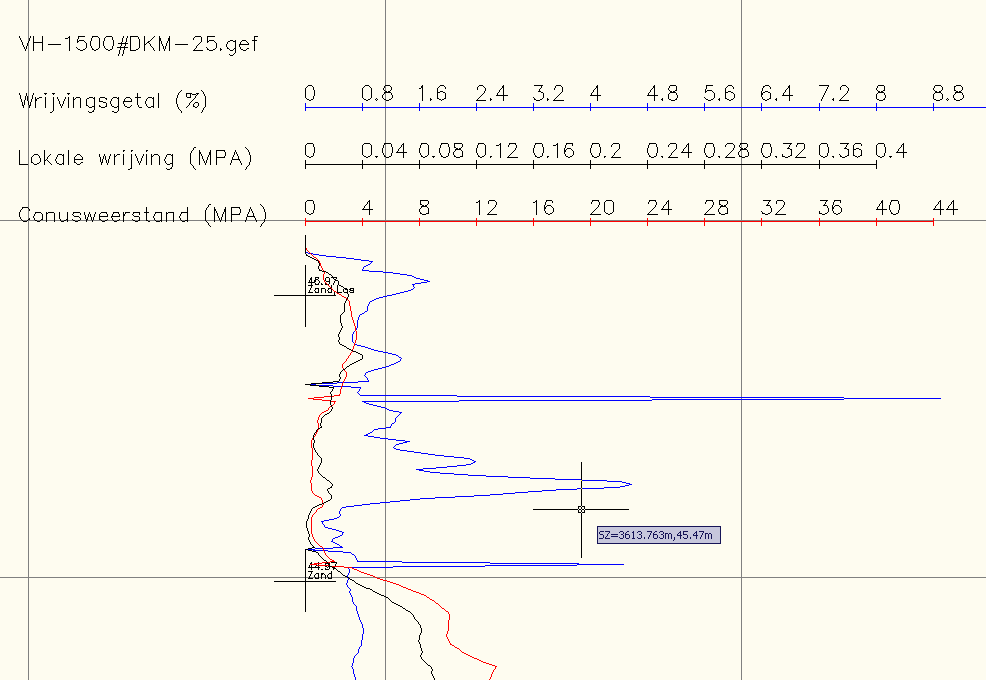 VH-1500#DKM-25.gef
Wrijvingsgetal (%) 0 0.8 1.6 2.4 3.2 4 4.8 5.6 6.4 7.2 8 8.8
Lokale wrijving (MPA) 0 0.04 0.08 0.12 0.16 0.2 0.24 0.28 0.32 0.36 0.4
Conusweerstand (MPA) 0 4 8 12 16 20 24 28 32 36 40 44
Zand,Los
SZ=3613.763m,45.47m
44.97
Zand